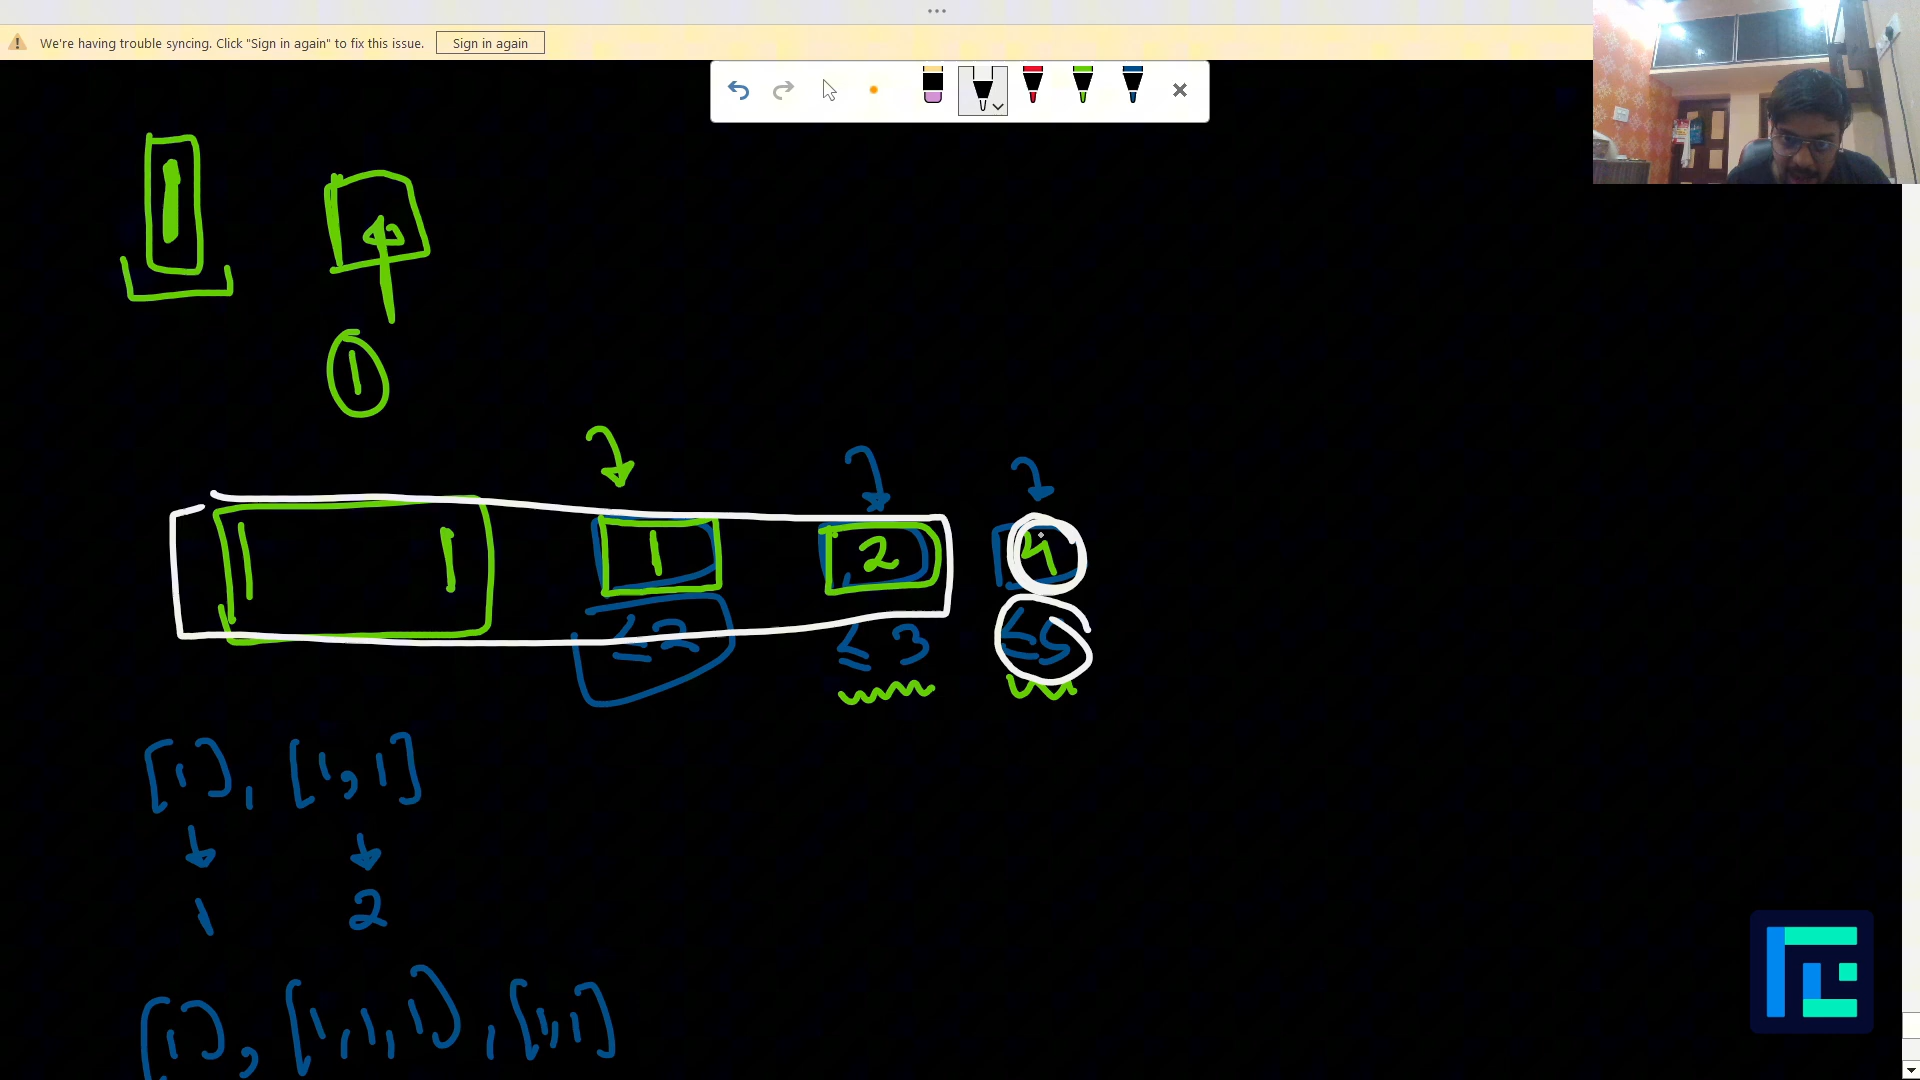 We're having trouble syncing. Click "Sign in again" to fix this issue. Sign in again
1
1
1 1 1 2 4
≤2 ≤ 3 ≤5
[1], [1,1]
1 2
[1], [1,1,1], [1,1]